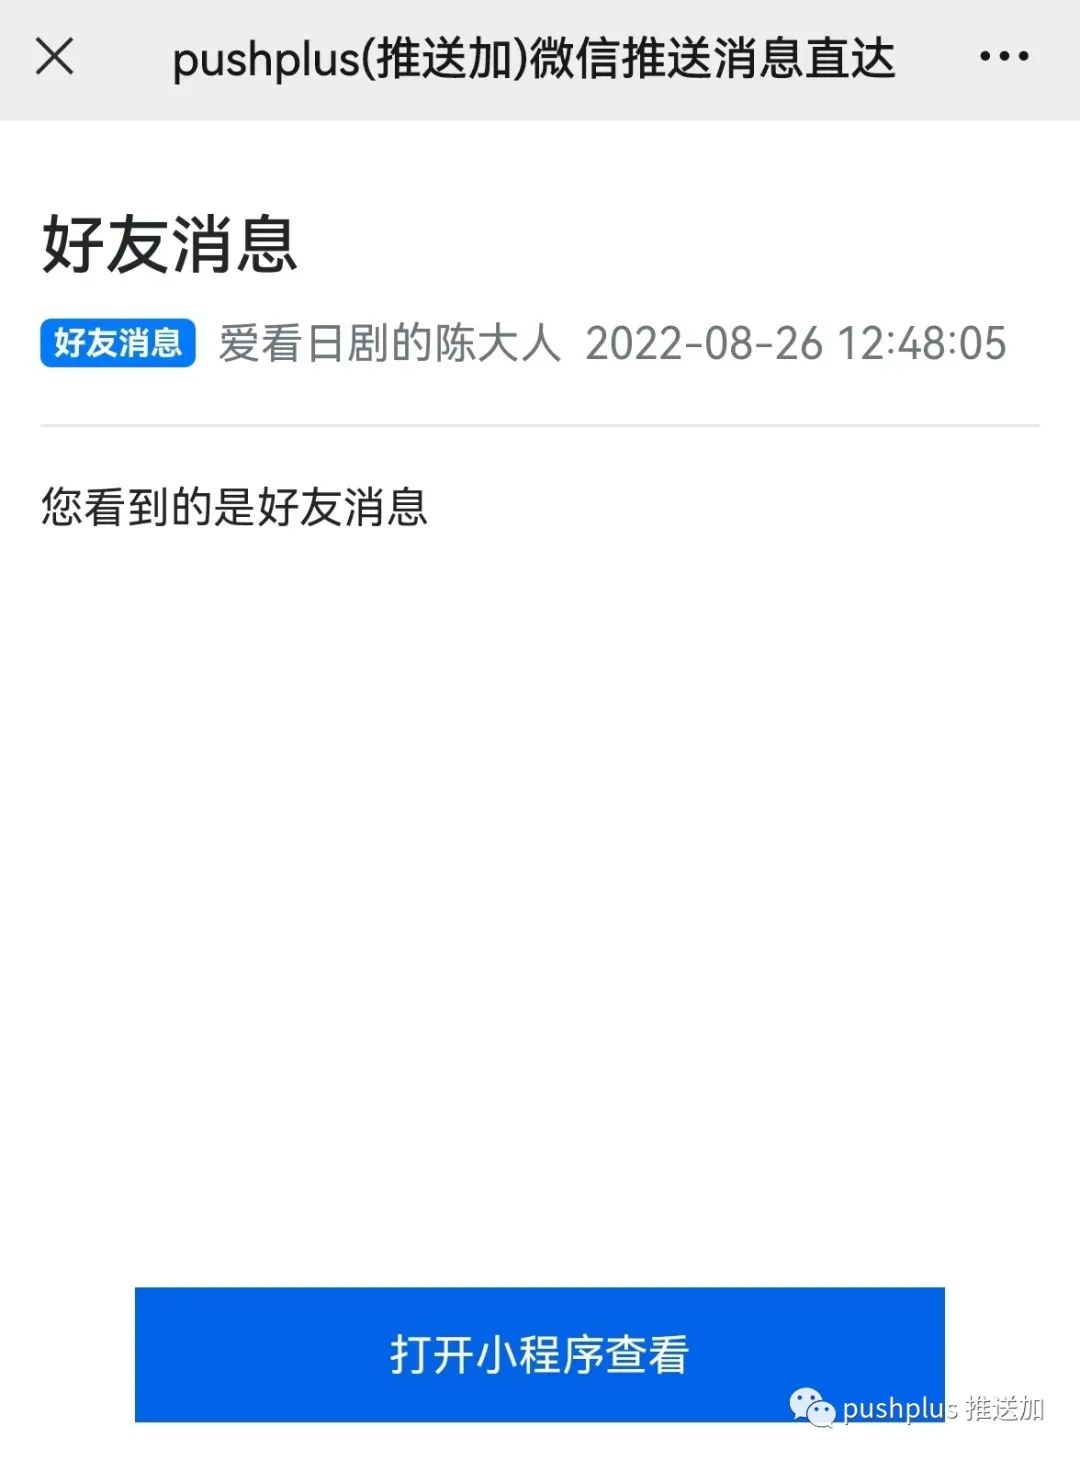 pushplus(推送加)微信推送消息直达
好友消息
好友消息 爱看日剧的陈大人 2022-08-26 12:48:05
您看到的是好友消息
打开小程序查看
pushplus 推送加